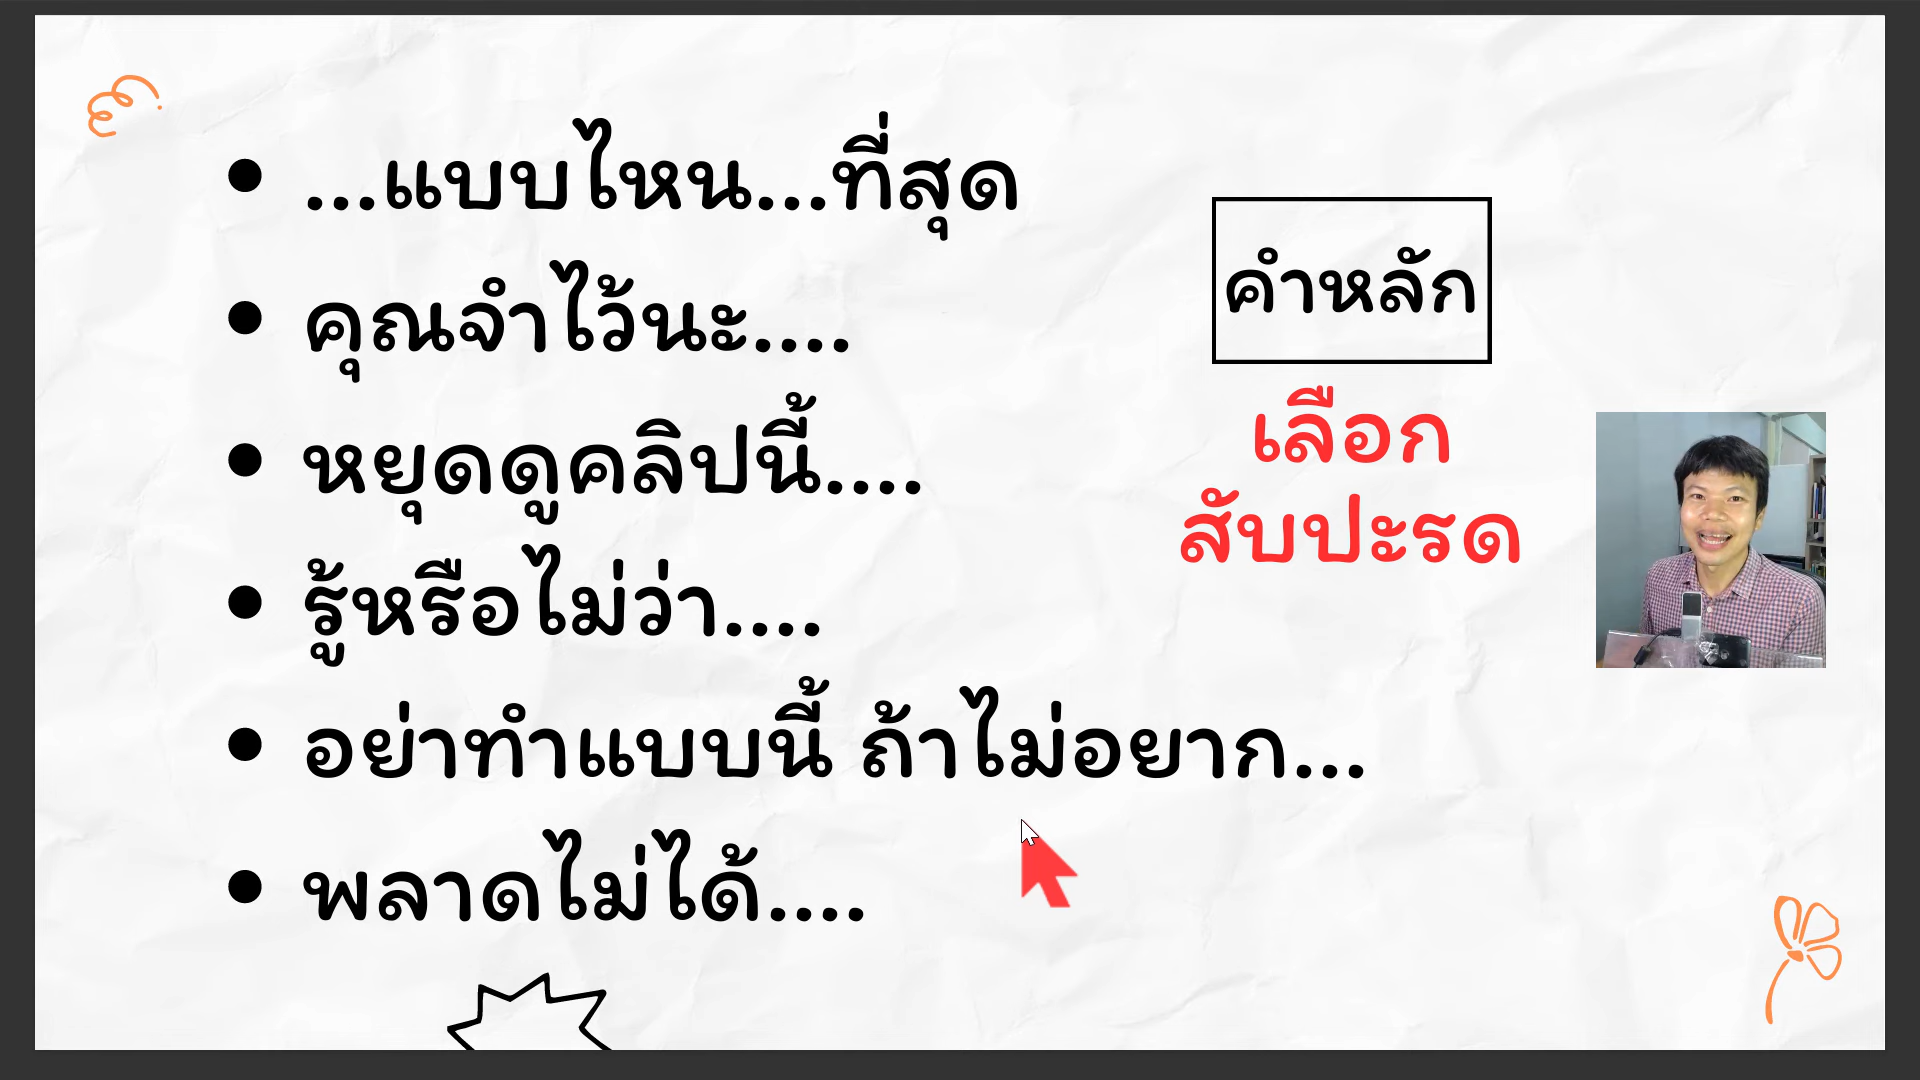 ...แบบไหน...ที่สุด
คุณจำไว้นะ....
หยุดดูคลิปนี้....
รู้หรือไม่ว่า....
อย่าทำแบบนี้ ถ้าไม่อยาก...
พลาดไม่ได้....
คำหลัก
เลือก
สับปะรด